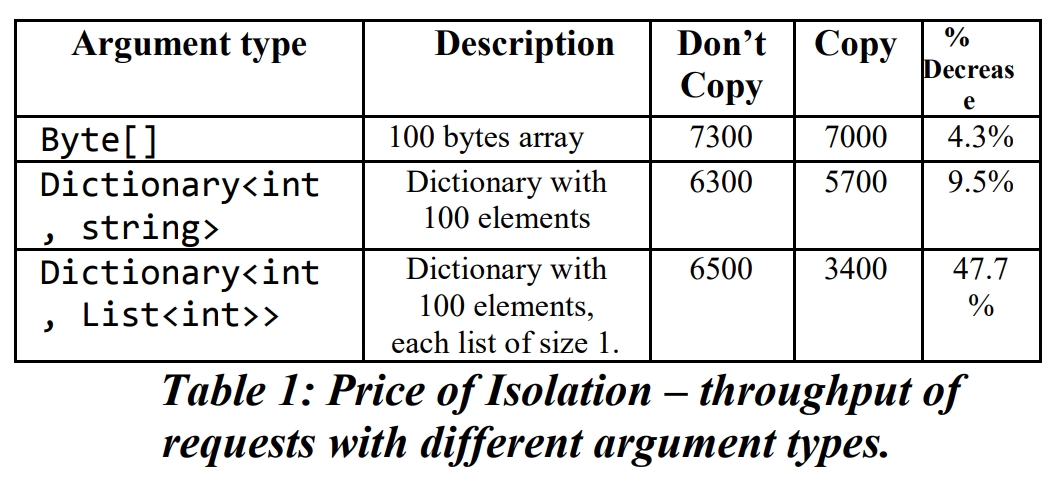 Argument type Description Don’t Copy % Decreas
Copy e
Byte[] 100 bytes array 7300 7000 4.3%
Dictionary<int Dictionary with 6300 5700 9.5%
, string> 100 elements
Dictionary<int Dictionary with 6500 3400 47.7
, List<int>> 100 elements, %
each list of size 1.
Table 1: Price of Isolation – throughput of
requests with different argument types.